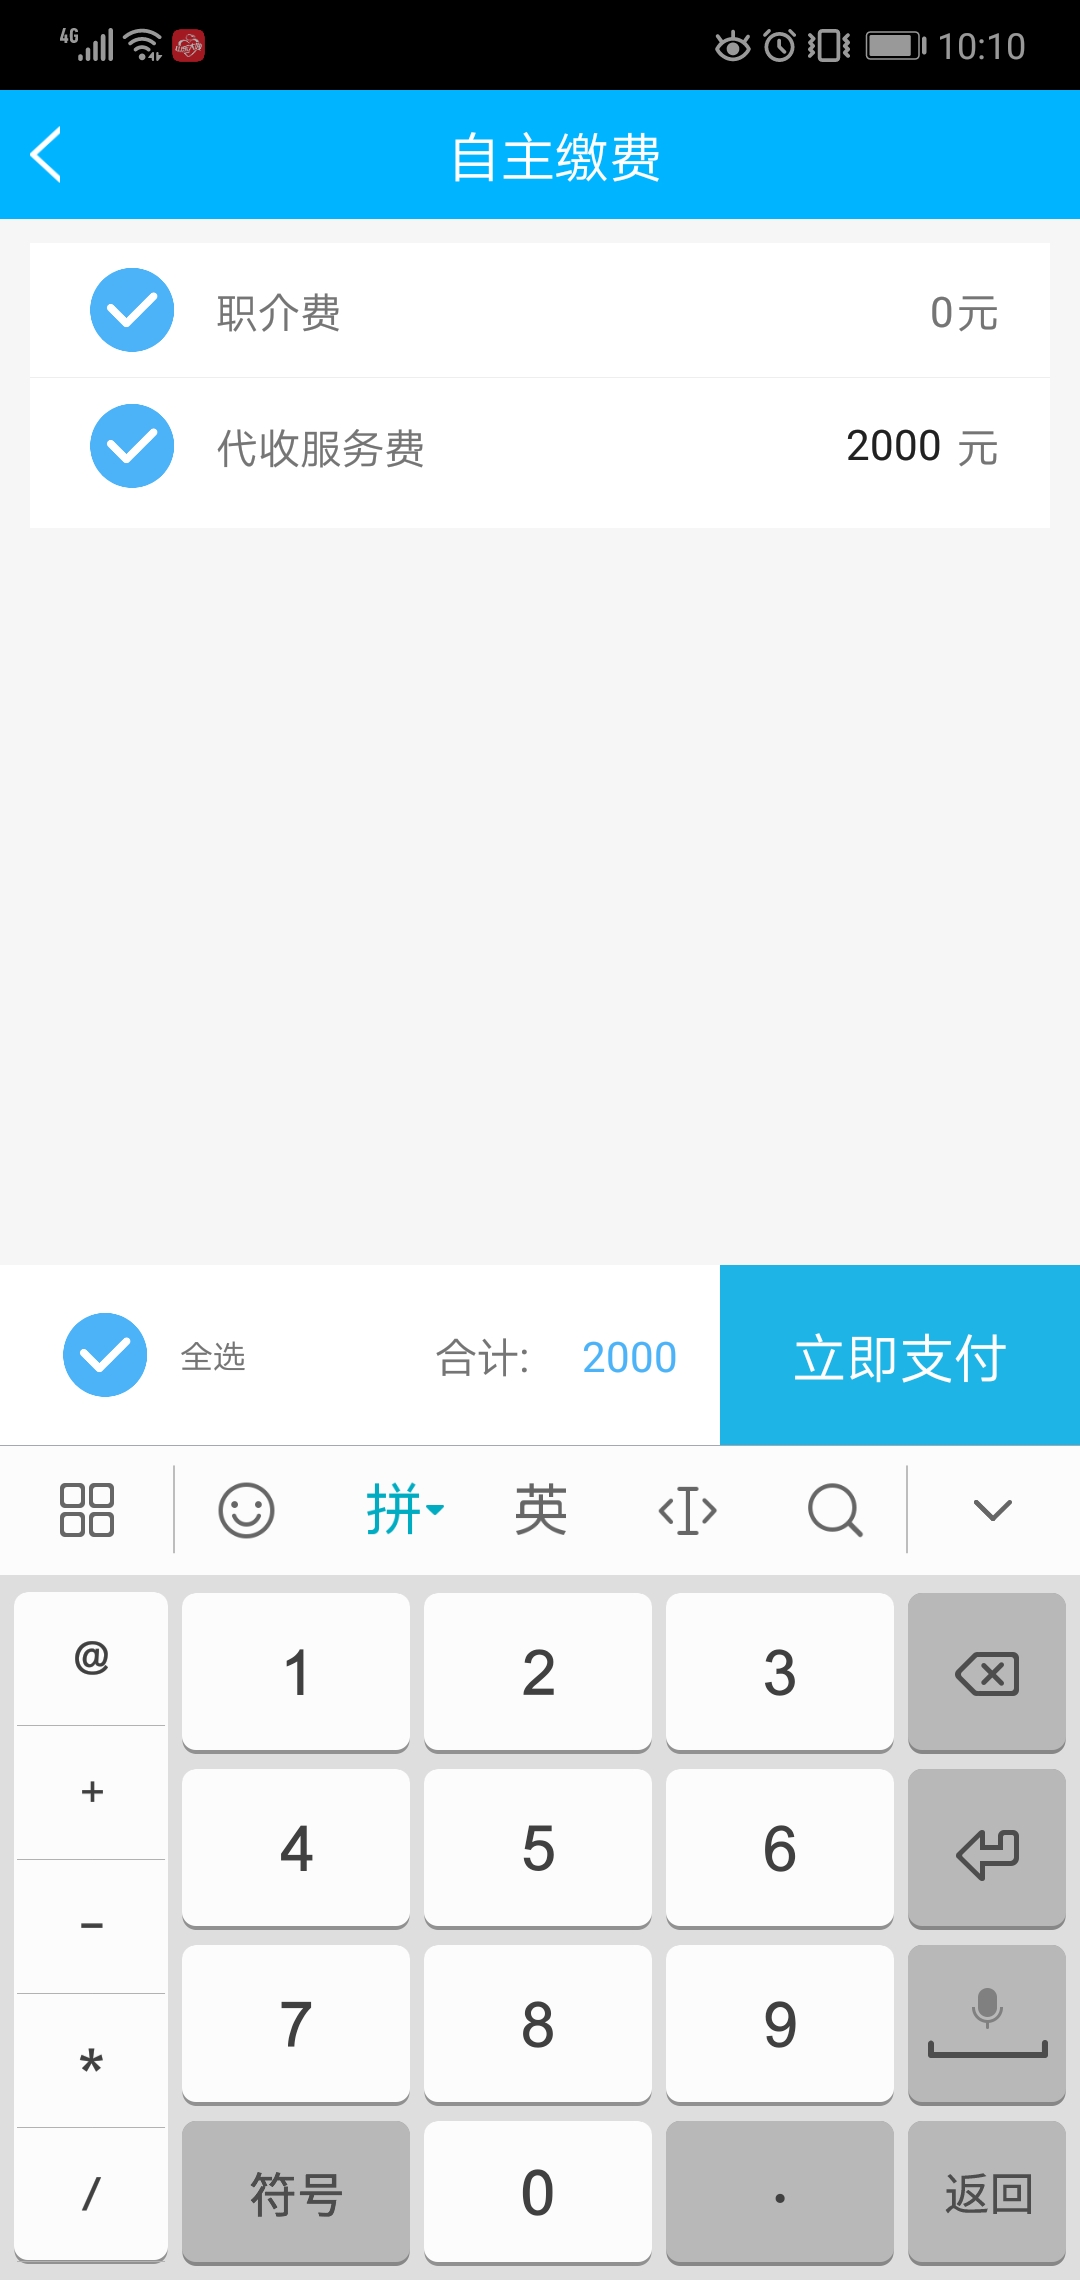 4G 10:10
自主缴费
职介费 0元
代收服务费 2000 元
全选 合计: 2000 立即支付
拼 英
@ 1 2 3
+ 4 5 6
- 7 8 9
*
/ 符号 0 . 返回